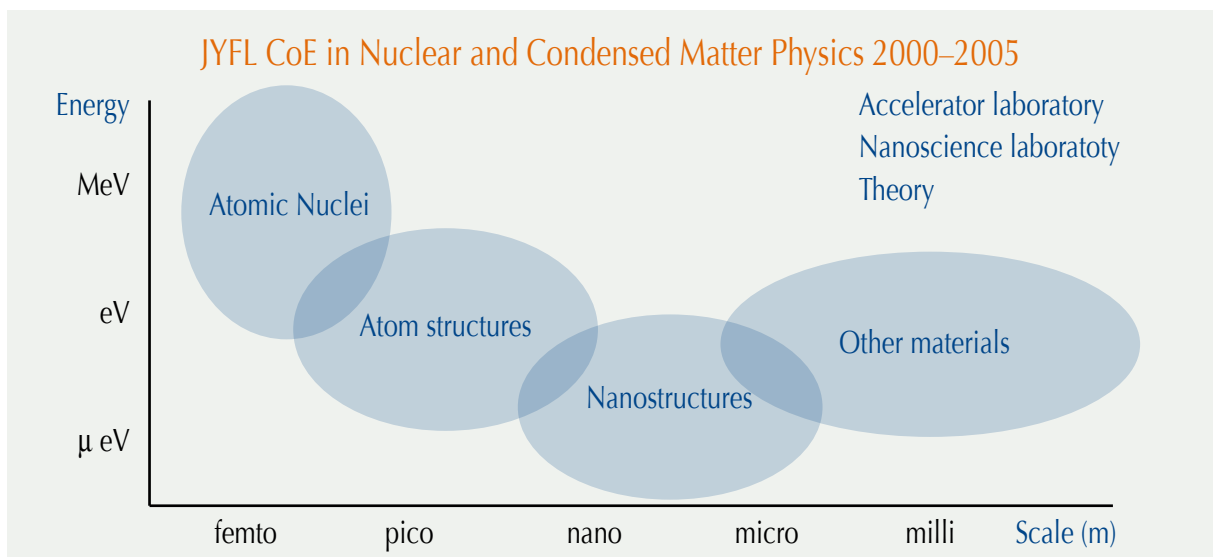 JYFL CoE in Nuclear and Condensed Matter Physics 2000–2005
Energy
Accelerator laboratory
Nanoscience laboratoty
Theory
MeV
Atomic Nuclei
eV
Atom structures
Other materials
Nanostructures
µ eV
femto pico nano micro milli Scale (m)